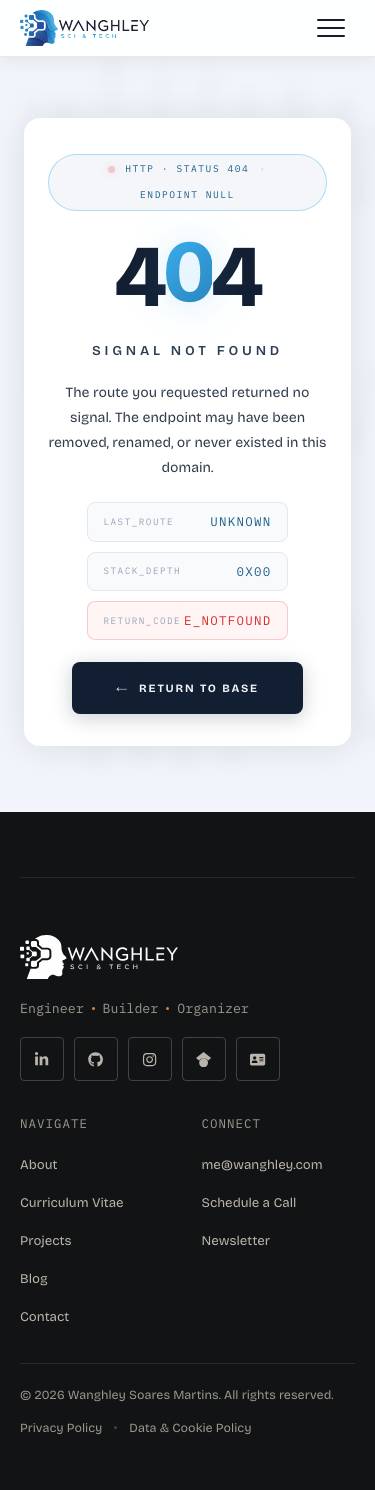 WANGHLEY
SCI & TECH
HTTP · STATUS 404 ·
ENDPOINT NULL
404
SIGNAL NOT FOUND
The route you requested returned no
signal. The endpoint may have been
removed, renamed, or never existed in this
domain.
LAST_ROUTE UNKNOWN
STACK_DEPTH 0X00
RETURN_CODE E_NOTFOUND
← RETURN TO BASE
WANGHLEY
SCI & TECH
Engineer • Builder • Organizer
NAVIGATE CONNECT
About me@wanghley.com
Curriculum Vitae Schedule a Call
Projects Newsletter
Blog
Contact
© 2026 Wanghley Soares Martins. All rights reserved.
Privacy Policy • Data & Cookie Policy